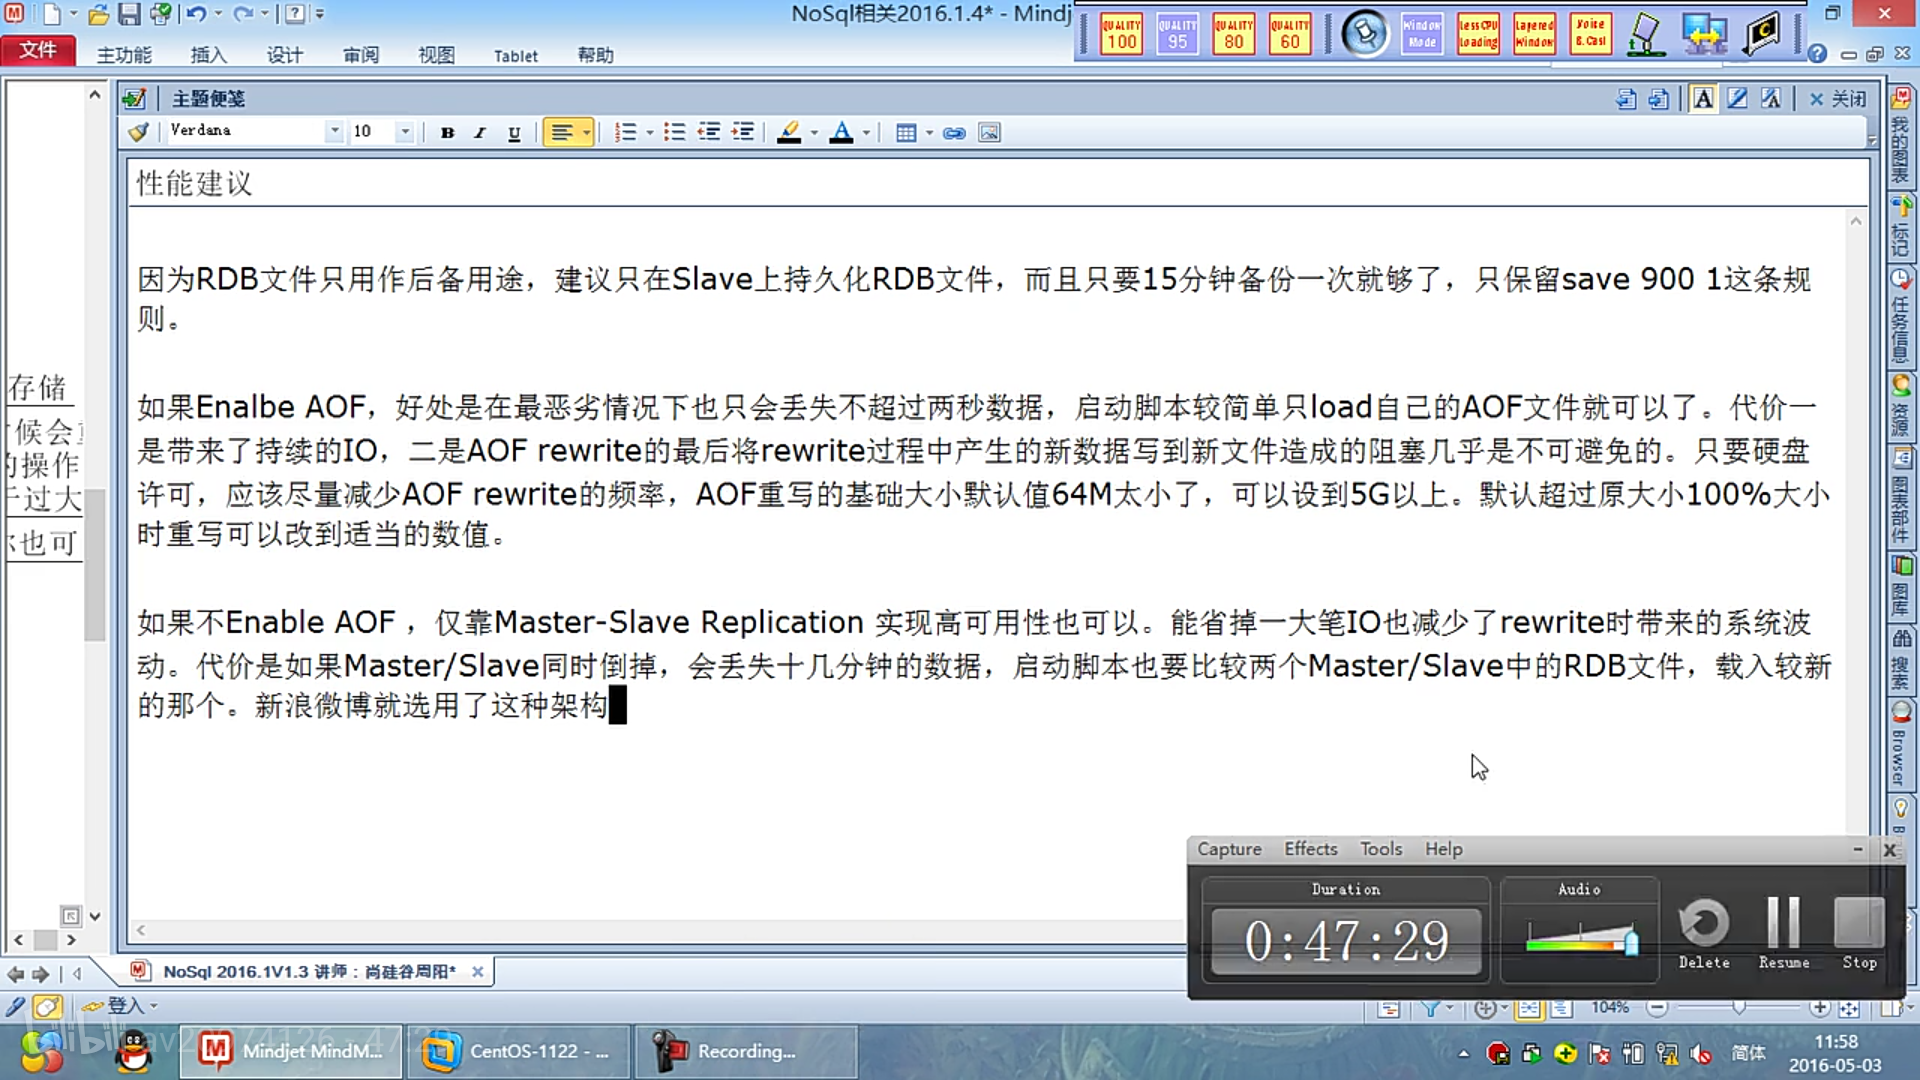 NoSql相关2016.1.4* - Mindj
QUALITY 100
QUALITY 95
QUALITY 80
QUALITY 60
Window Mode
LessCPU Loading
Layered Window
Voice B.Cast
文件 主功能 插入 设计 审阅 视图 Tablet 帮助
主题便笺
关闭
Verdana 10
性能建议
因为RDB文件只用作后备用途，建议只在Slave上持久化RDB文件，而且只要15分钟备份一次就够了，只保留save 900 1这条规
则。
如果Enalbe AOF，好处是在最恶劣情况下也只会丢失不超过两秒数据，启动脚本较简单只load自己的AOF文件就可以了。代价一
是带来了持续的IO，二是AOF rewrite的最后将rewrite过程中产生的新数据写到新文件造成的阻塞几乎是不可避免的。只要硬盘
许可，应该尽量减少AOF rewrite的频率，AOF重写的基础大小默认值64M太小了，可以设到5G以上。默认超过原大小100%大小
时重写可以改到适当的数值。
如果不Enable AOF ，仅靠Master-Slave Replication 实现高可用性也可以。能省掉一大笔IO也减少了rewrite时带来的系统波
动。代价是如果Master/Slave同时倒掉，会丢失十几分钟的数据，启动脚本也要比较两个Master/Slave中的RDB文件，载入较新
的那个。新浪微博就选用了这种架构
存储
候会
的操作
过大
也可
我的图表
标记
任务信息
资源
图表部件
图库
搜索
Browser
Capture Effects Tools Help
Duration
0:47:29
Audio
Delete Resume Stop
NoSql 2016.1V1.3 讲师：尚硅谷周阳*
登入
104%
Mindjet MindM...
CentOS-1122 - ...
Recording...
简体
11:58
2016-05-03